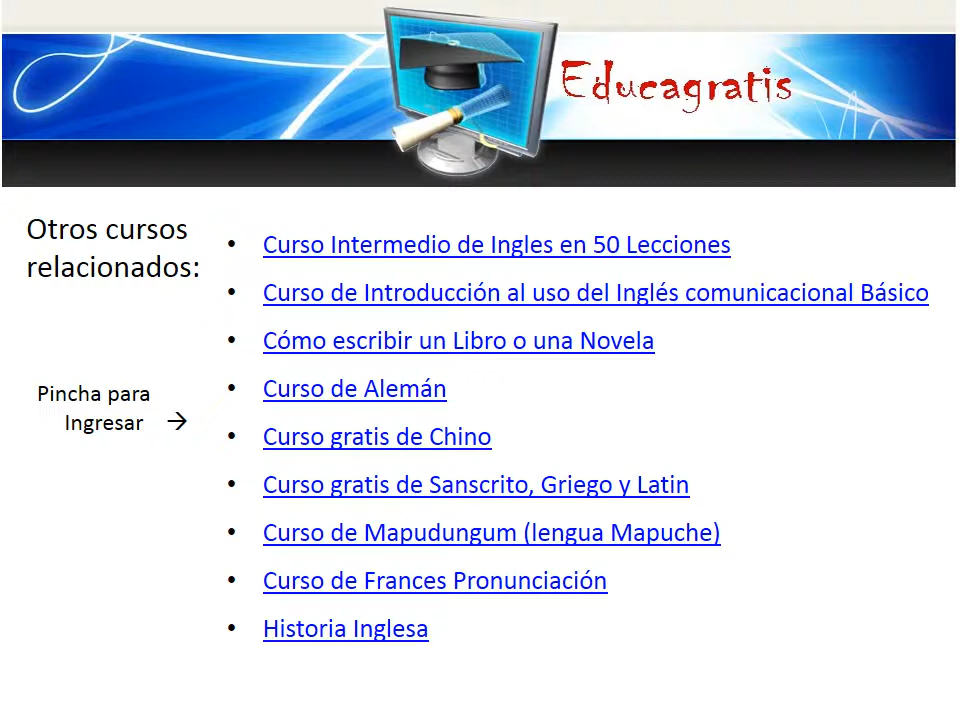 Educagratis
Otros cursos
relacionados:
Pincha para
Ingresar →
• Curso Intermedio de Ingles en 50 Lecciones
• Curso de Introducción al uso del Inglés comunicacional Básico
• Cómo escribir un Libro o una Novela
• Curso de Alemán
• Curso gratis de Chino
• Curso gratis de Sanscrito, Griego y Latin
• Curso de Mapudungum (lengua Mapuche)
• Curso de Frances Pronunciación
• Historia Inglesa